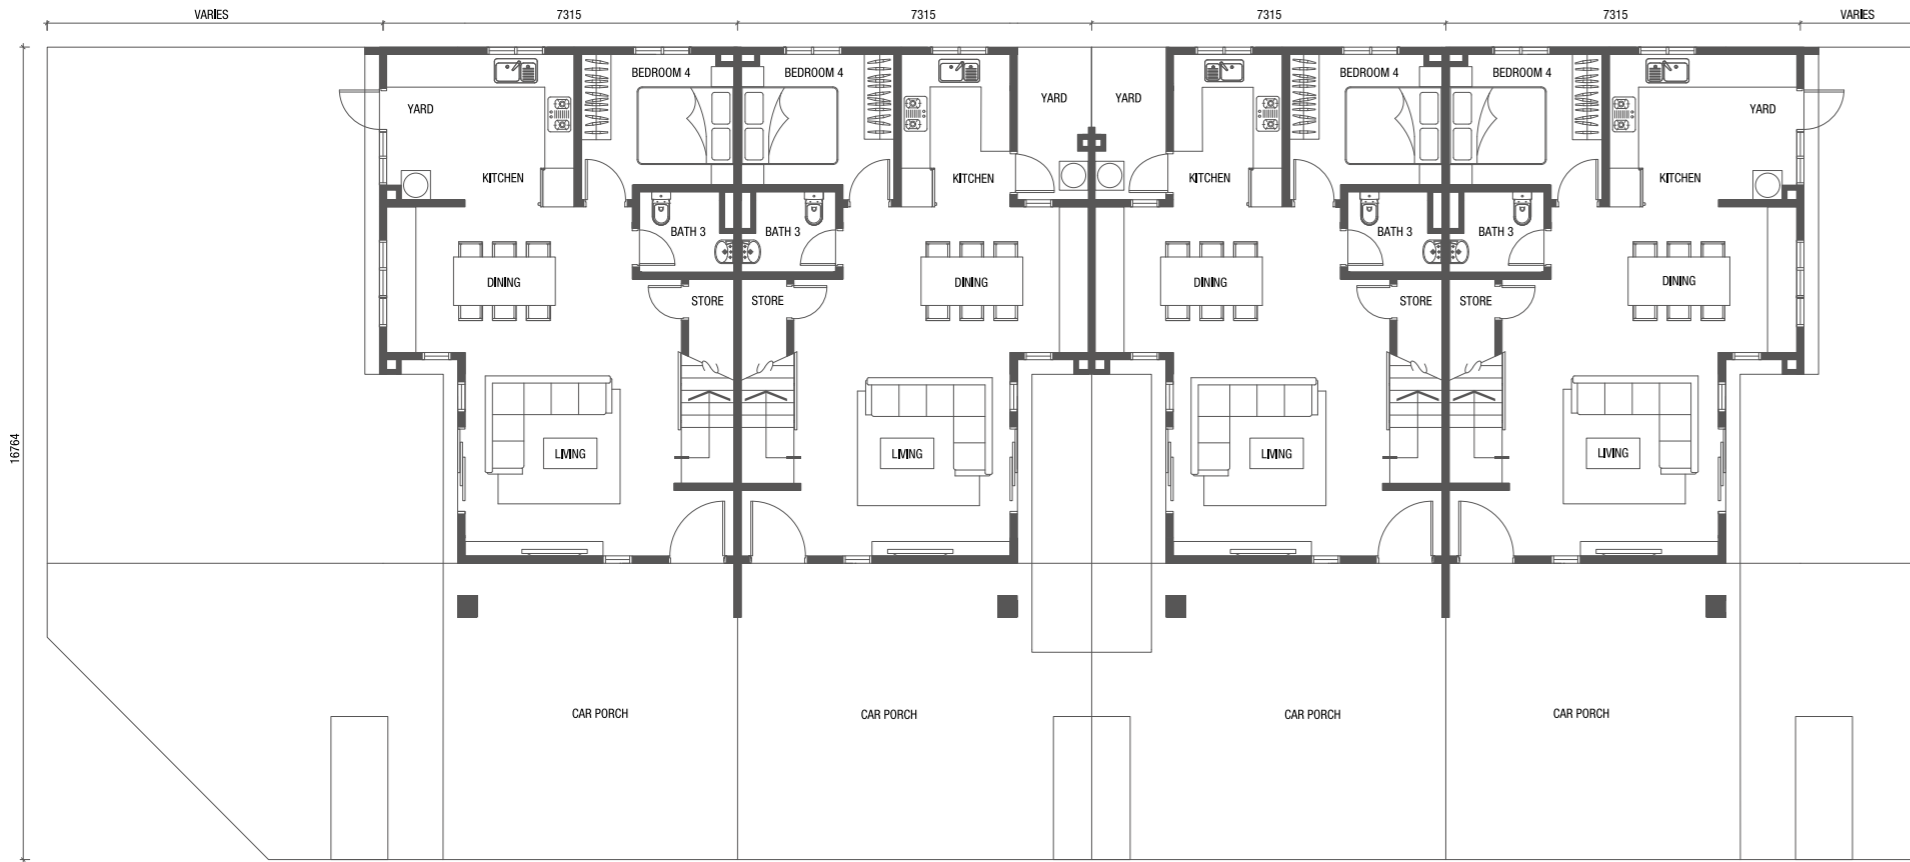 VARIES 7315 7315 7315 7315 VARIES
BEDROOM 4 BEDROOM 4 BEDROOM 4 BEDROOM 4
YARD YARD YARD YARD
KITCHEN KITCHEN KITCHEN KITCHEN
BATH 3 BATH 3 BATH 3 BATH 3
DINING DINING DINING DINING
STORE STORE STORE STORE
16764
LIVING LIVING LIVING LIVING
CAR PORCH CAR PORCH CAR PORCH CAR PORCH